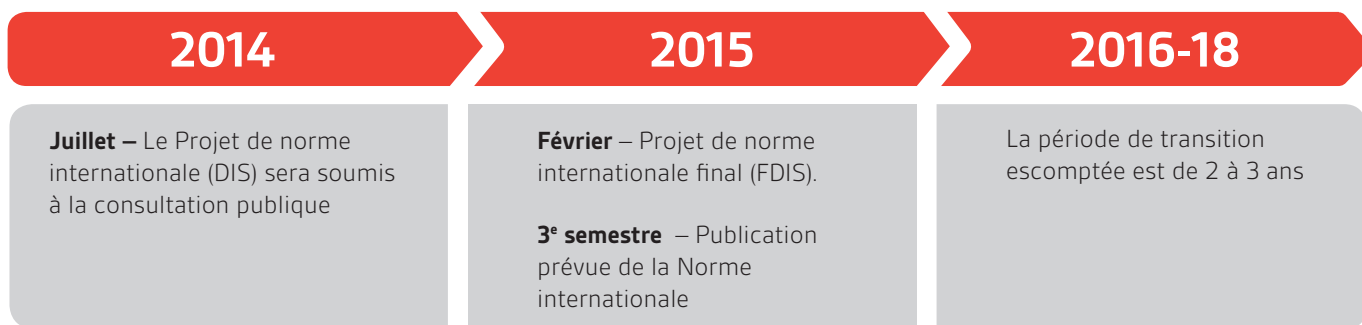 2014
2015
2016-18
Juillet – Le Projet de norme
internationale (DIS) sera soumis
à la consultation publique
Février – Projet de norme
internationale final (FDIS).
3e semestre – Publication
prévue de la Norme
internationale
La période de transition
escomptée est de 2 à 3 ans